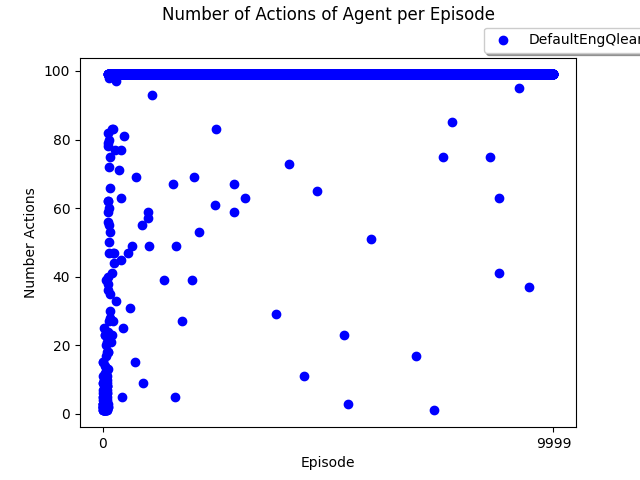 Number of Actions of Agent per Episode
DefaultEngQlear
100
80
60
40
20
0
Number Actions
0
9999
Episode